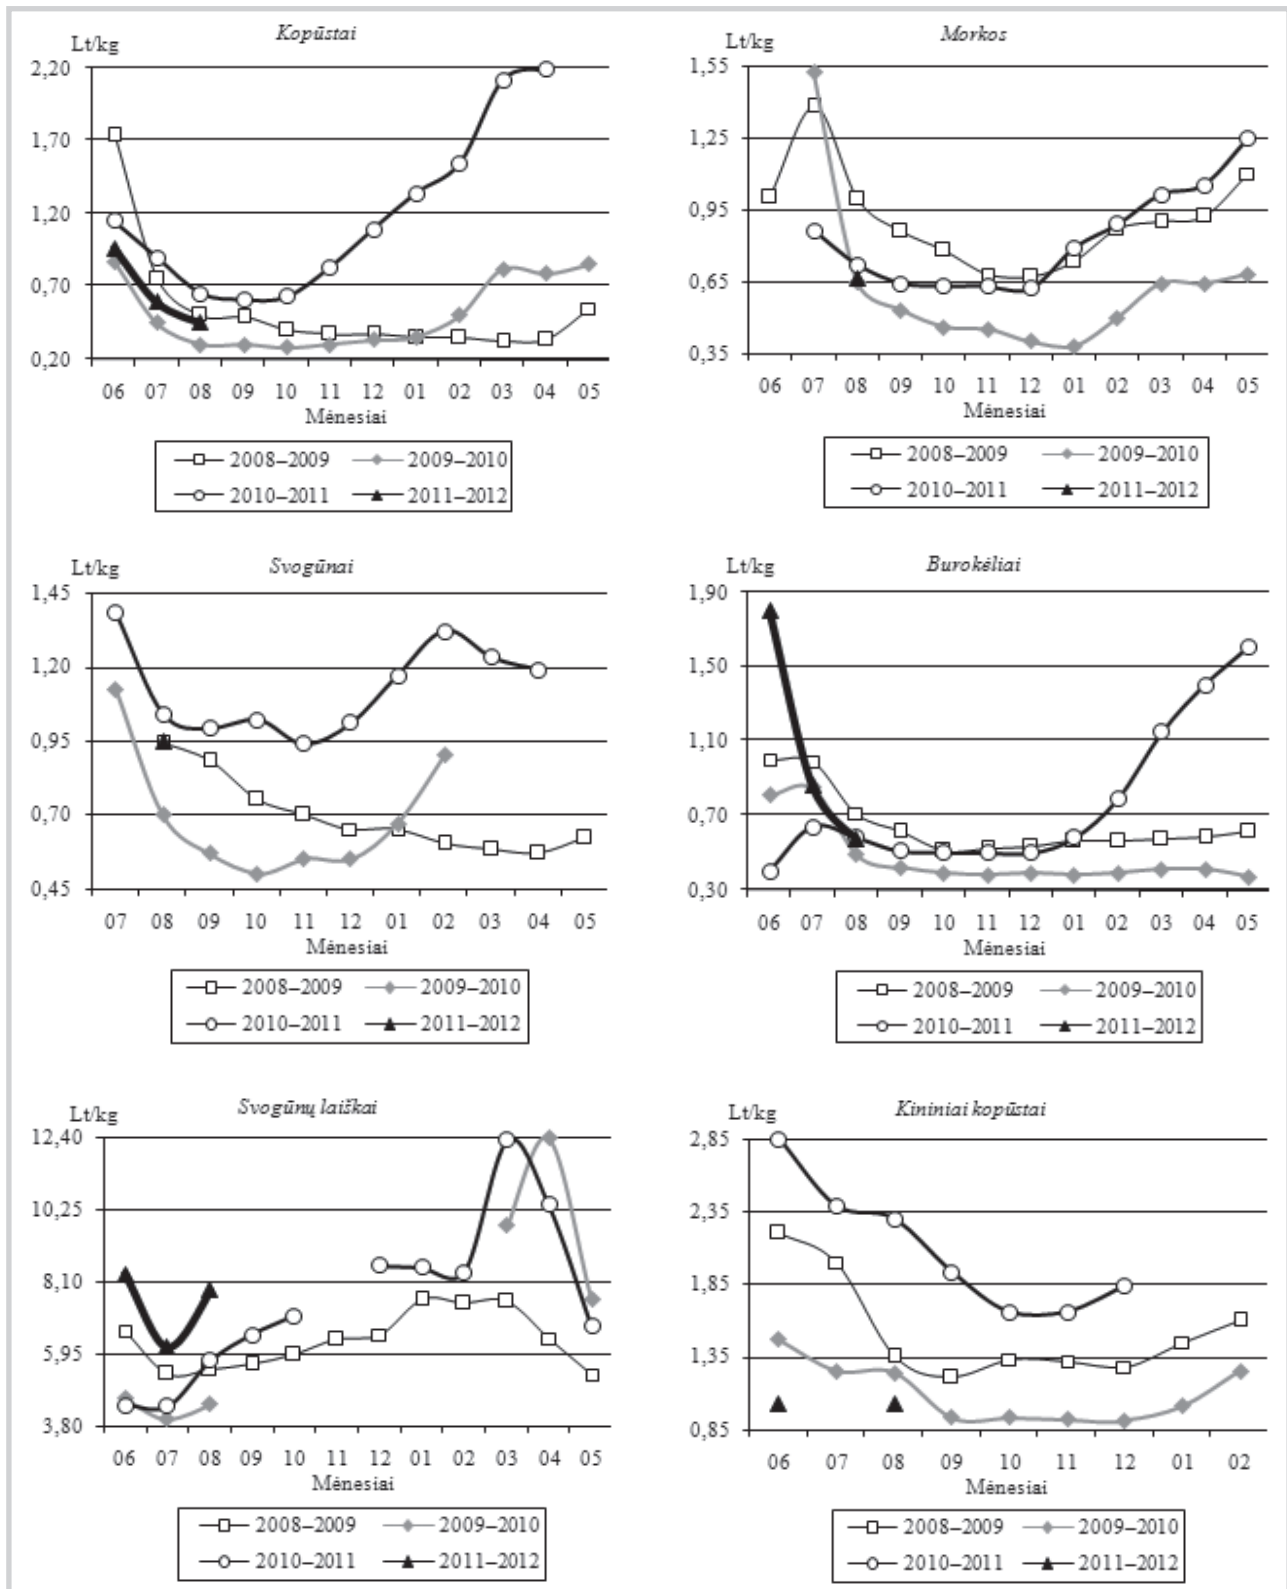 Kopūstai
Lt/kg
2,20
1,70
1,20
0,70
0,20
06 07 08 09 10 11 12 01 02 03 04 05
Mėnesiai
2008–2009 2009–2010
2010–2011 2011–2012
Morkos
Lt/kg
1,55
1,25
0,95
0,65
0,35
06 07 08 09 10 11 12 01 02 03 04 05
Mėnesiai
2008–2009 2009–2010
2010–2011 2011–2012
Svogūnai
Lt/kg
1,45
1,20
0,95
0,70
0,45
07 08 09 10 11 12 01 02 03 04 05
Mėnesiai
2008–2009 2009–2010
2010–2011 2011–2012
Burokėliai
Lt/kg
1,90
1,50
1,10
0,70
0,30
06 07 08 09 10 11 12 01 02 03 04 05
Mėnesiai
2008–2009 2009–2010
2010–2011 2011–2012
Svogūnų laiškai
Lt/kg
12,40
10,25
8,10
5,95
3,80
06 07 08 09 10 11 12 01 02 03 04 05
Mėnesiai
2008–2009 2009–2010
2010–2011 2011–2012
Kininiai kopūstai
Lt/kg
2,85
2,35
1,85
1,35
0,85
06 07 08 09 10 11 12 01 02
Mėnesiai
2008–2009 2009–2010
2010–2011 2011–2012